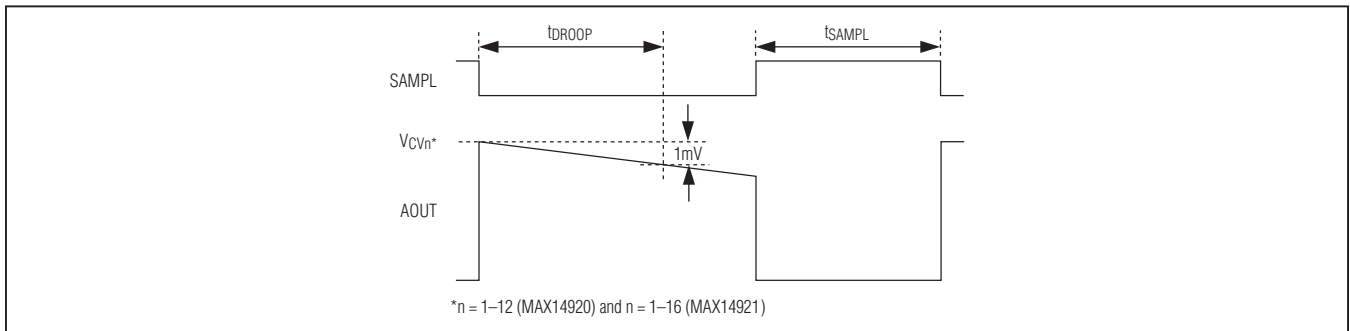 tDROOP
tSAMPL
SAMPL
VCVn*
1mV
AOUT
*n = 1–12 (MAX14920) and n = 1–16 (MAX14921)